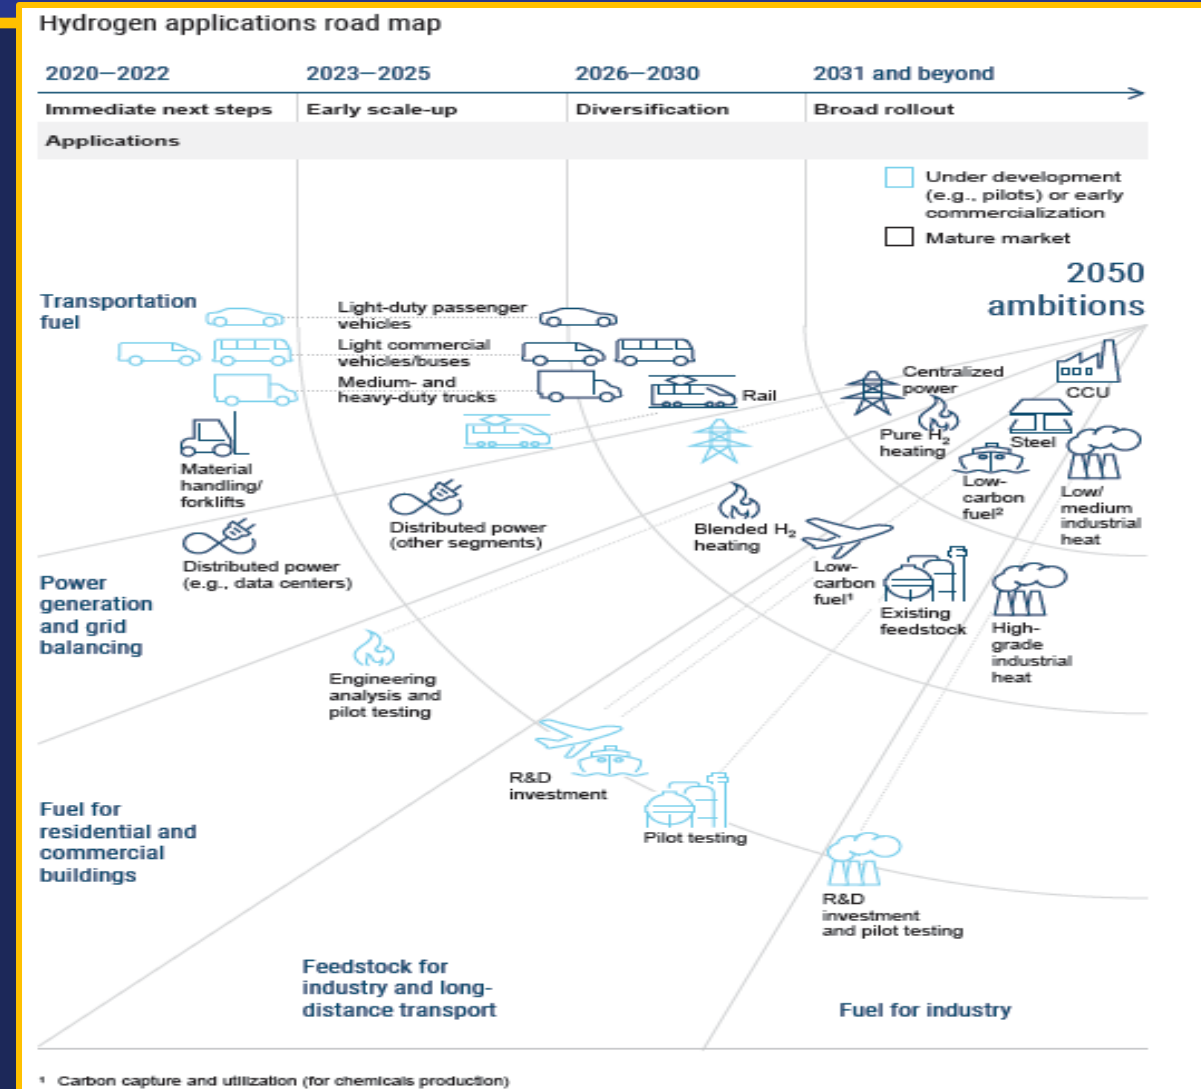 Hydrogen applications road map
2020—2022
2023—2025
2026—2030
2031 and beyond
Immediate next steps
Early scale-up
Diversification
Broad rollout
Applications
Under development
(e.g., pilots) or early
commercialization
Mature market
2050
ambitions
Transportation
fuel
Light-duty passenger
vehicles
Light commercial
vehicles/buses
Medium- and
heavy-duty trucks
Rail
Centralized
power
CCU
Pure H₂
heating
Steel
Material
handling/
forklifts
Low-
carbon
fuel²
Low/
medium
industrial
heat
Distributed power
(other segments)
Blended H₂
heating
Distributed power
(e.g., data centers)
Low-
carbon
fuel¹
Existing
feedstock
High-
grade
industrial
heat
Power
generation
and grid
balancing
Engineering
analysis and
pilot testing
R&D
investment
Pilot testing
Fuel for
residential and
commercial
buildings
R&D
investment
and pilot testing
Feedstock for
industry and long-
distance transport
Fuel for industry
¹ Carbon capture and utilization (for chemicals production)